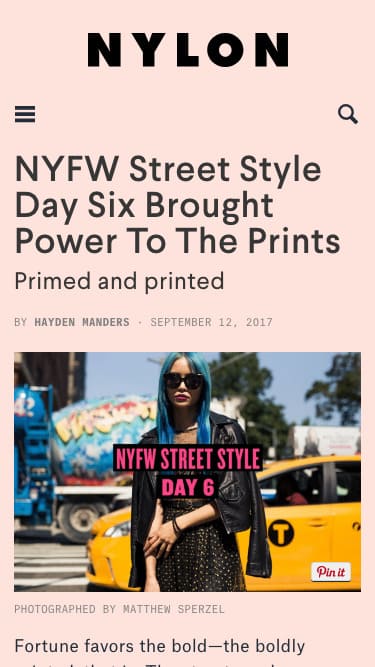 NYLON
NYFW Street Style
Day Six Brought
Power To The Prints
Primed and printed
BY HAYDEN MANDERS · SEPTEMBER 12, 2017
NYFW STREET STYLE
DAY 6
T
Pin it
PHOTOGRAPHED BY MATTHEW SPERZEL
Fortune favors the bold—the boldly